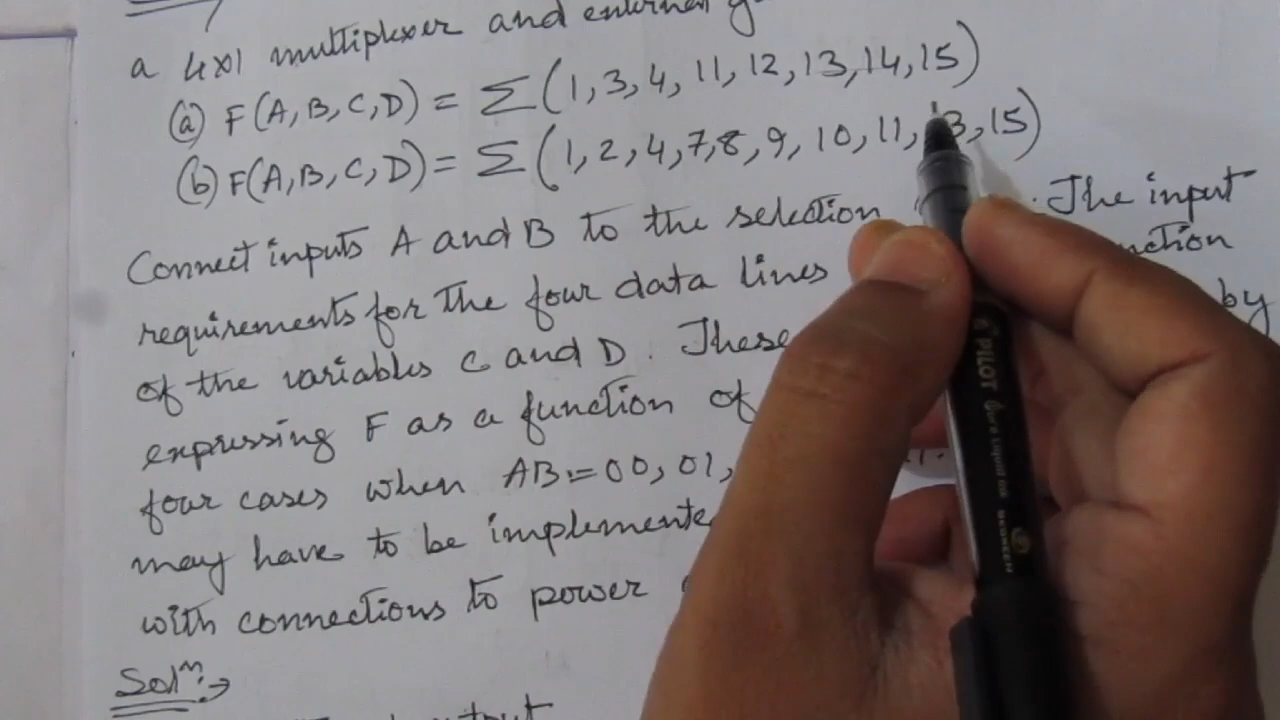 a 4x1 multiplexer and external
(a) F(A, B, C, D) = Σ(1, 3, 4, 11, 12, 13, 14, 15)
(b) F(A, B, C, D) = Σ(1, 2, 4, 7, 8, 9, 10, 11, 13, 15)
Connect inputs A and B to the selection The input
requirements for the four data lines
of the variables C and D. These by
expressing F as a function of
four cases when AB = 00, 01,
may have to be implemented
with connections to power
Solⁿ:→
PILOT